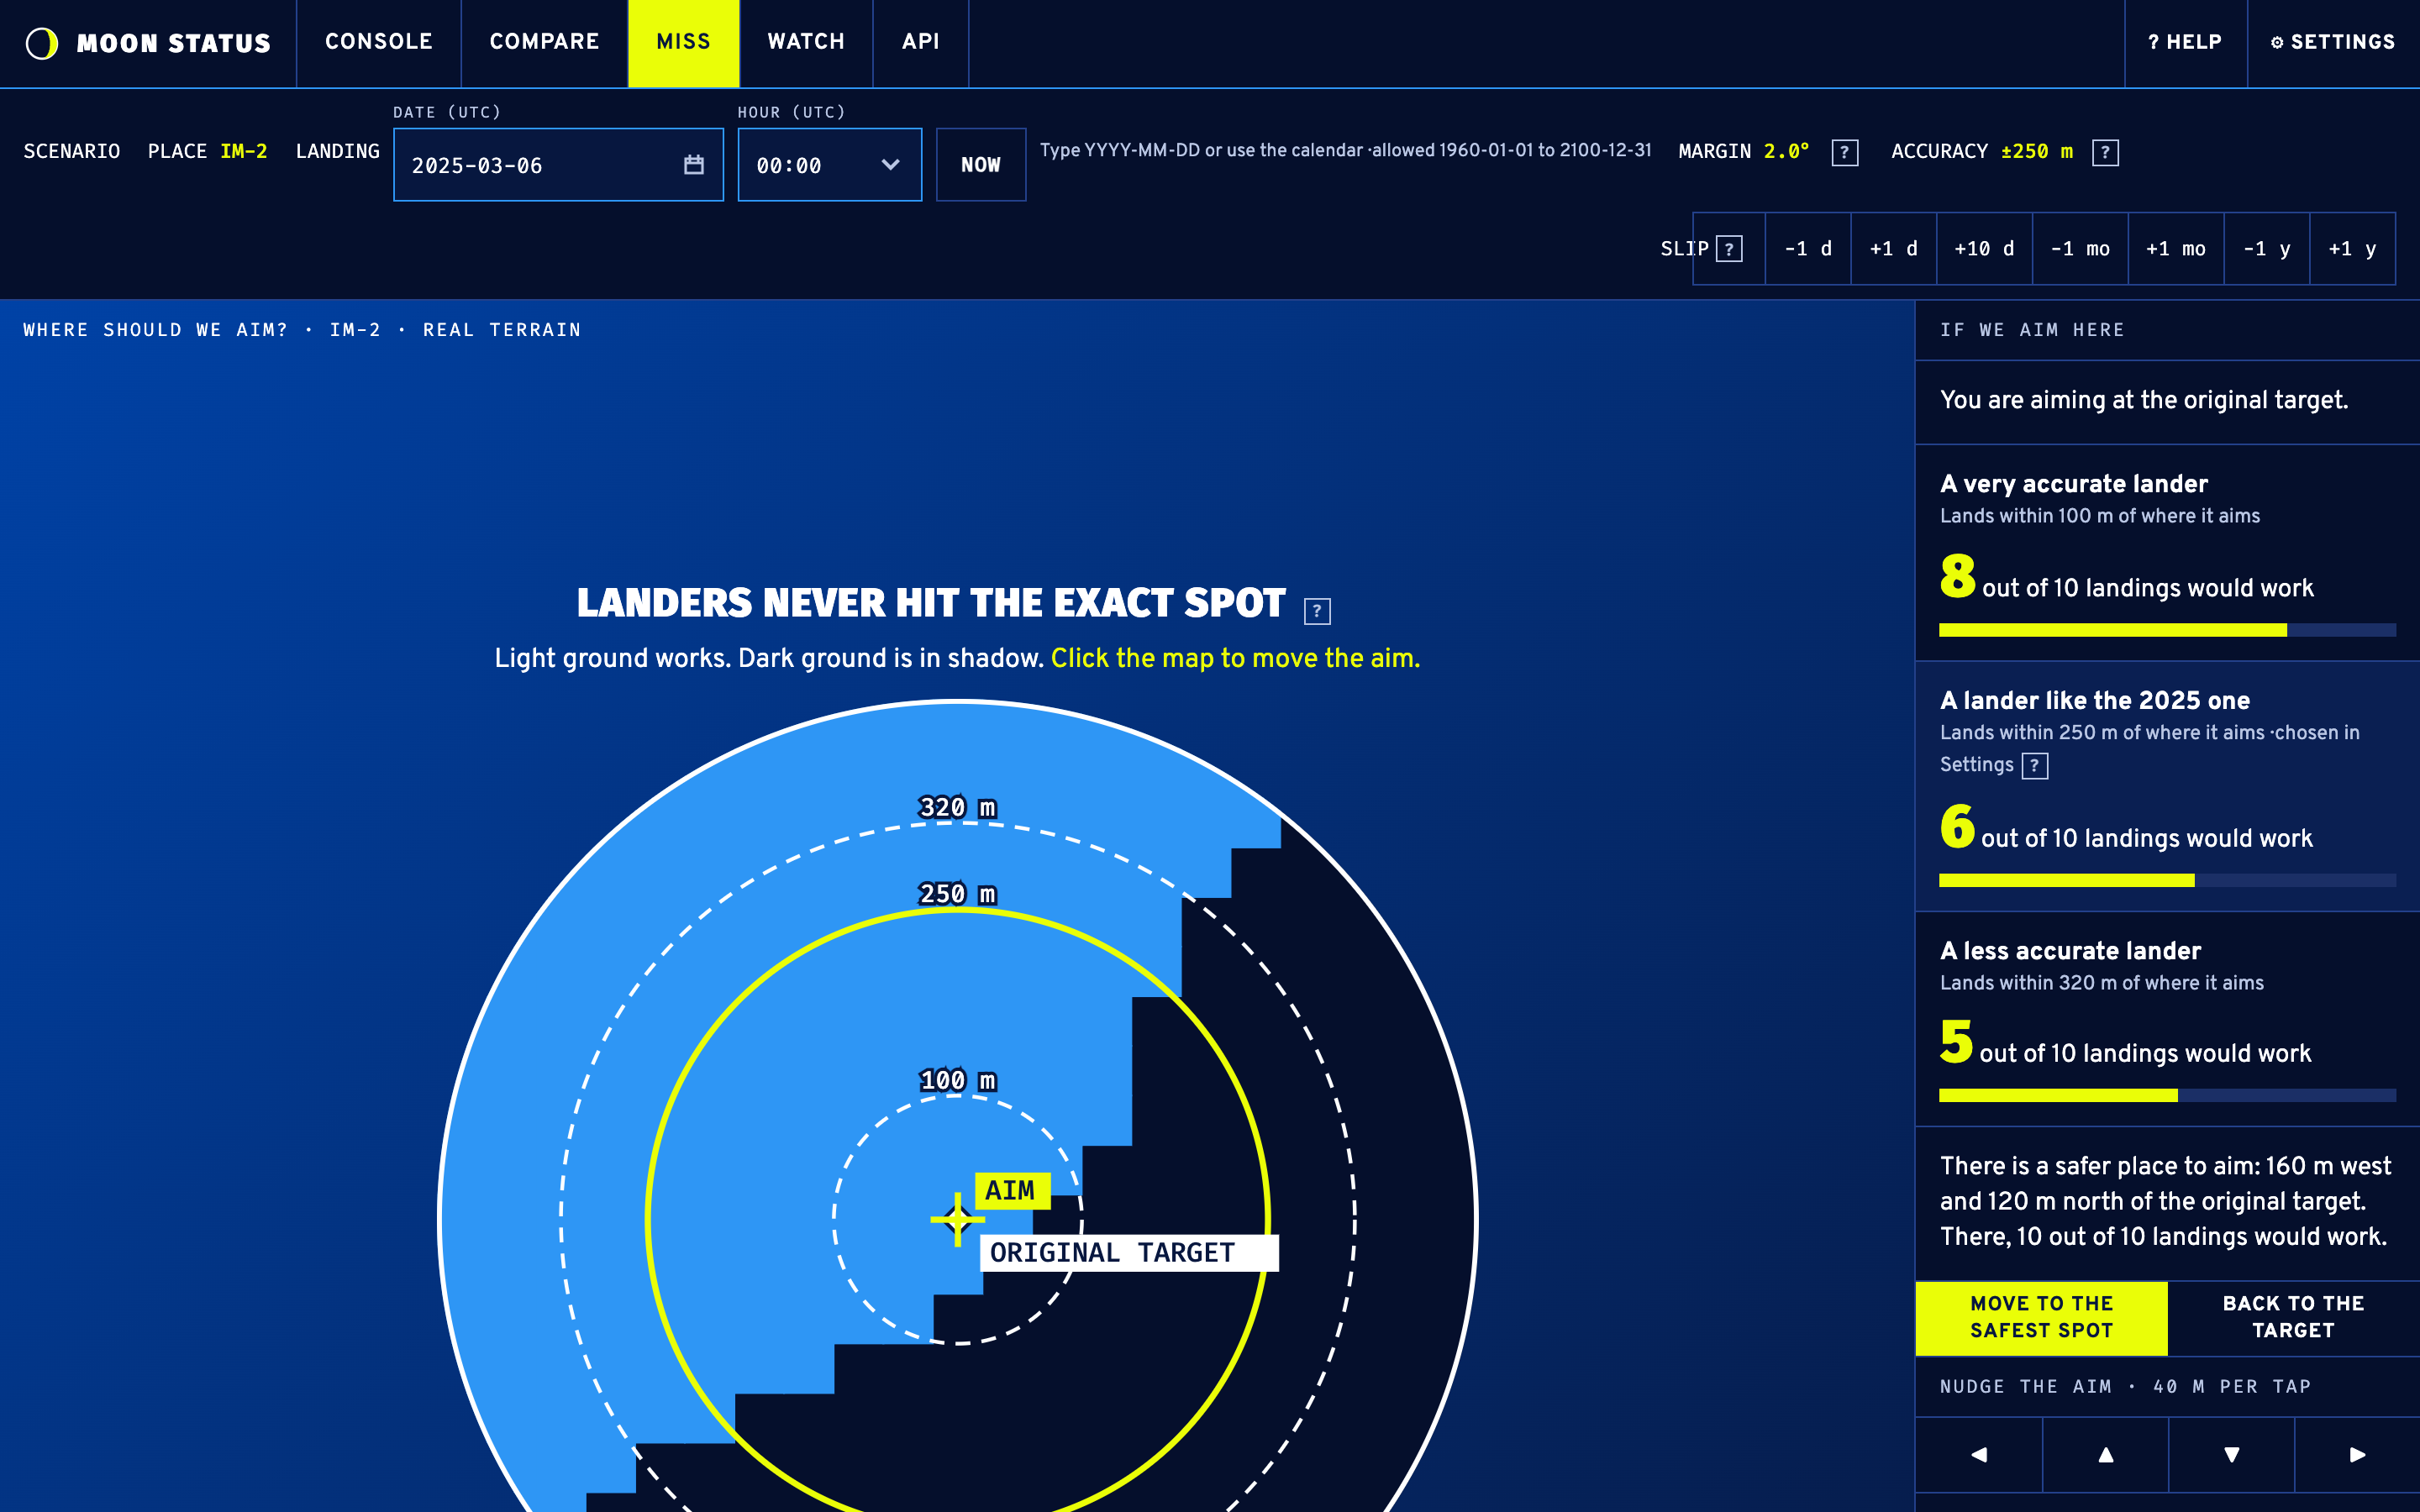 MOON STATUS
CONSOLE
COMPARE
MISS
WATCH
API
? HELP
⚙ SETTINGS
DATE (UTC)
HOUR (UTC)
SCENARIO PLACE IM-2 LANDING
2025-03-06
00:00
NOW
Type YYYY-MM-DD or use the calendar · allowed 1960-01-01 to 2100-12-31
MARGIN 2.0° ?
ACCURACY ±250 m ?
SLIP ?
-1 d
+1 d
+10 d
-1 mo
+1 mo
-1 y
+1 y
WHERE SHOULD WE AIM? · IM-2 · REAL TERRAIN
LANDERS NEVER HIT THE EXACT SPOT ?
Light ground works. Dark ground is in shadow. Click the map to move the aim.
320 m
250 m
100 m
AIM
ORIGINAL TARGET
IF WE AIM HERE
You are aiming at the original target.
A very accurate lander
Lands within 100 m of where it aims
8 out of 10 landings would work
A lander like the 2025 one
Lands within 250 m of where it aims · chosen in
Settings ?
6 out of 10 landings would work
A less accurate lander
Lands within 320 m of where it aims
5 out of 10 landings would work
There is a safer place to aim: 160 m west
and 120 m north of the original target.
There, 10 out of 10 landings would work.
MOVE TO THE
SAFEST SPOT
BACK TO THE
TARGET
NUDGE THE AIM · 40 M PER TAP